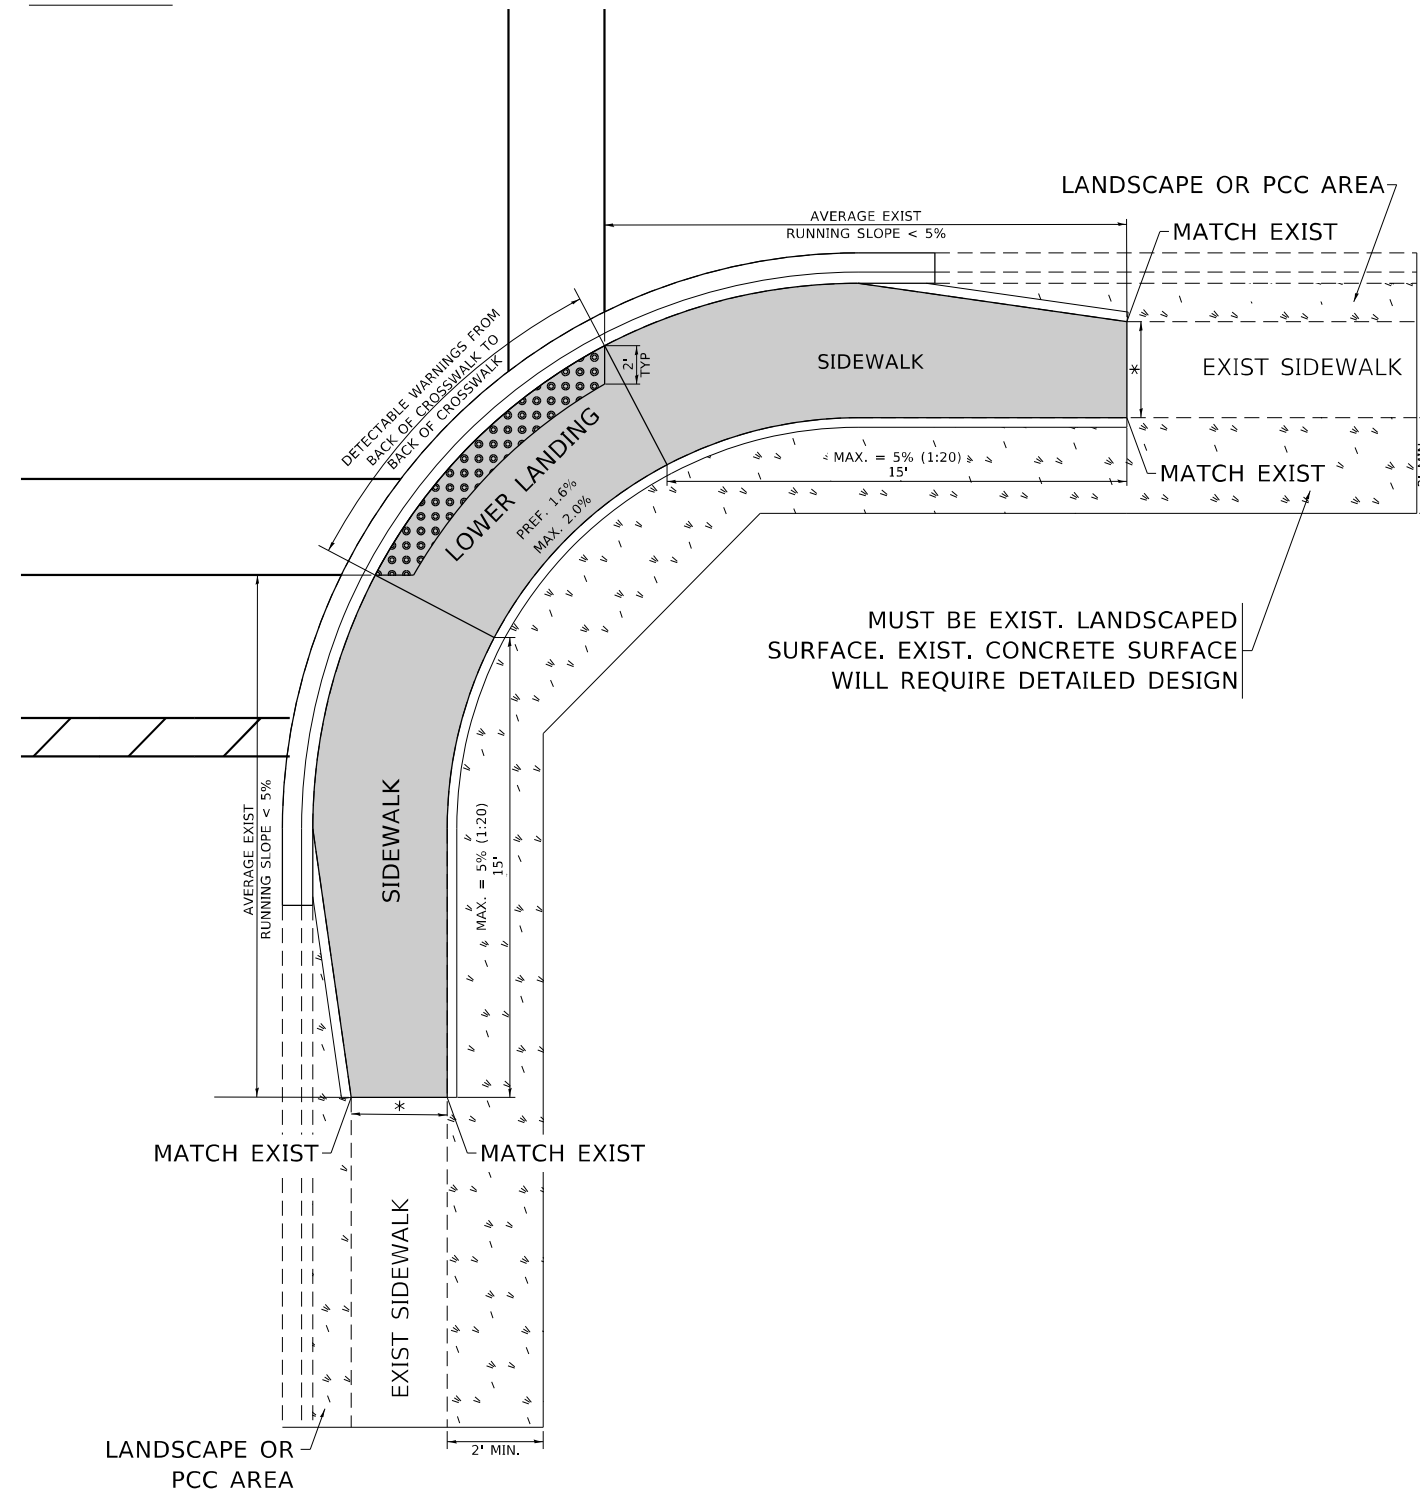 LANDSCAPE OR PCC AREA
AVERAGE EXIST
RUNNING SLOPE < 5%
MATCH EXIST
DETECTABLE WARNINGS FROM
BACK OF CROSSWALK TO
BACK OF CROSSWALK
2'
TYP
SIDEWALK
*
EXIST SIDEWALK
LOWER LANDING
PREF. 1.6%
MAX. 2.0%
MAX. = 5% (1:20)
15'
MATCH EXIST
MUST BE EXIST. LANDSCAPED
SURFACE. EXIST. CONCRETE SURFACE
WILL REQUIRE DETAILED DESIGN
AVERAGE EXIST
RUNNING SLOPE < 5%
SIDEWALK
MAX. = 5% (1:20)
15'
*
MATCH EXIST
MATCH EXIST
EXIST SIDEWALK
2' MIN.
LANDSCAPE OR
PCC AREA